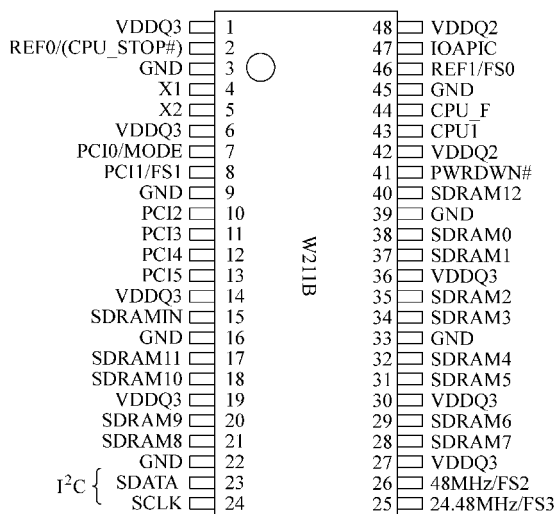 VDDQ3 1 48 VDDQ2
REF0/(CPU_STOP#) 2 47 IOAPIC
GND 3 46 REF1/FS0
X1 4 45 GND
X2 5 44 CPU_F
VDDQ3 6 43 CPU1
PCI0/MODE 7 42 VDDQ2
PCI1/FS1 8 41 PWRDWN#
GND 9 40 SDRAM12
PCI2 10 39 GND
PCI3 11 38 SDRAM0
PCI4 12 37 SDRAM1
PCI5 13 36 VDDQ3
VDDQ3 14 35 SDRAM2
SDRAMIN 15 34 SDRAM3
GND 16 33 GND
SDRAM11 17 32 SDRAM4
SDRAM10 18 31 SDRAM5
VDDQ3 19 30 VDDQ3
SDRAM9 20 29 SDRAM6
SDRAM8 21 28 SDRAM7
GND 22 27 VDDQ3
SDATA 23 26 48MHz/FS2
SCLK 24 25 24.48MHz/FS3
I²C
W211B